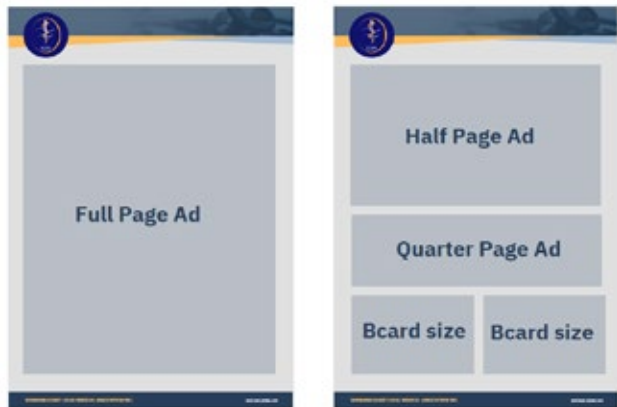 Full Page Ad
Half Page Ad
Quarter Page Ad
Bcard size
Bcard size